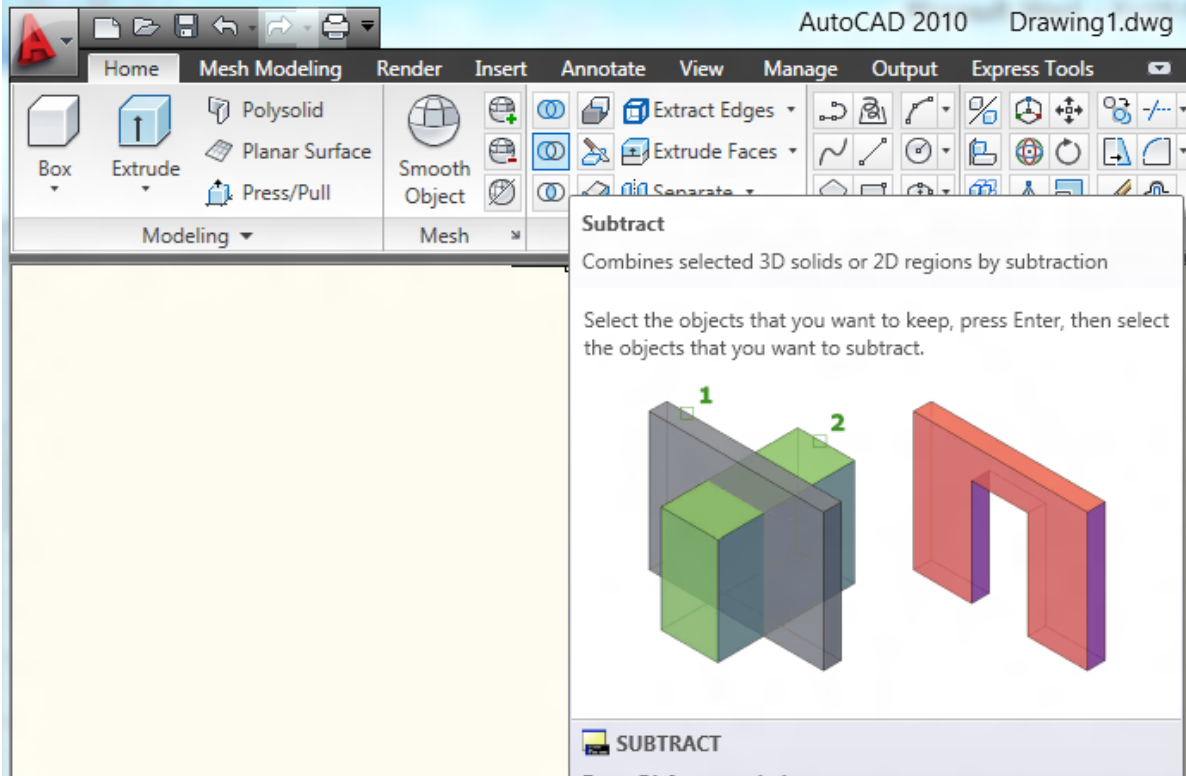 AutoCAD 2010 Drawing1.dwg
Home Mesh Modeling Render Insert Annotate View Manage Output Express Tools
Polysolid Extract Edges
Box Extrude Planar Surface Smooth Object Extrude Faces
Press/Pull Separate
Modeling Mesh
Subtract
Combines selected 3D solids or 2D regions by subtraction
Select the objects that you want to keep, press Enter, then select
the objects that you want to subtract.
1
2
SUBTRACT